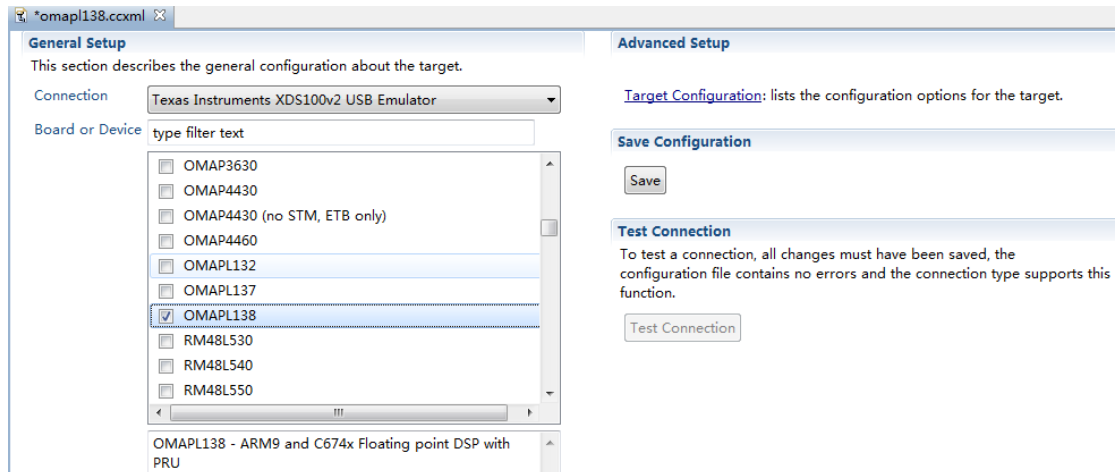 *omapl138.ccxml
General Setup
This section describes the general configuration about the target.
Connection
Texas Instruments XDS100v2 USB Emulator
Board or Device
type filter text
OMAP3630
OMAP4430
OMAP4430 (no STM, ETB only)
OMAP4460
OMAPL132
OMAPL137
OMAPL138
RM48L530
RM48L540
RM48L550
OMAPL138 - ARM9 and C674x Floating point DSP with
PRU
Advanced Setup
Target Configuration: lists the configuration options for the target.
Save Configuration
Save
Test Connection
To test a connection, all changes must have been saved, the
configuration file contains no errors and the connection type supports this
function.
Test Connection